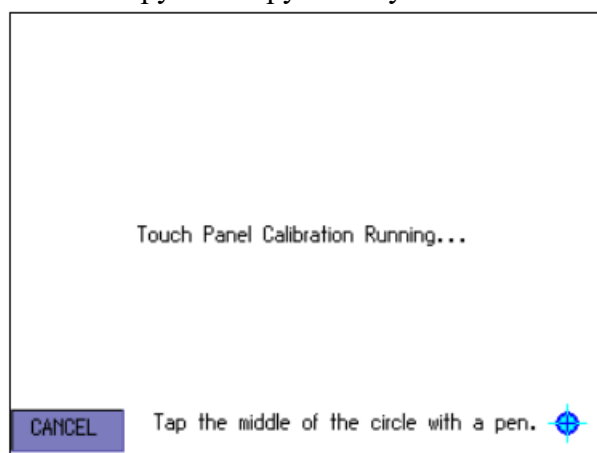 Touch Panel Calibration Running...
CANCEL
Tap the middle of the circle with a pen.